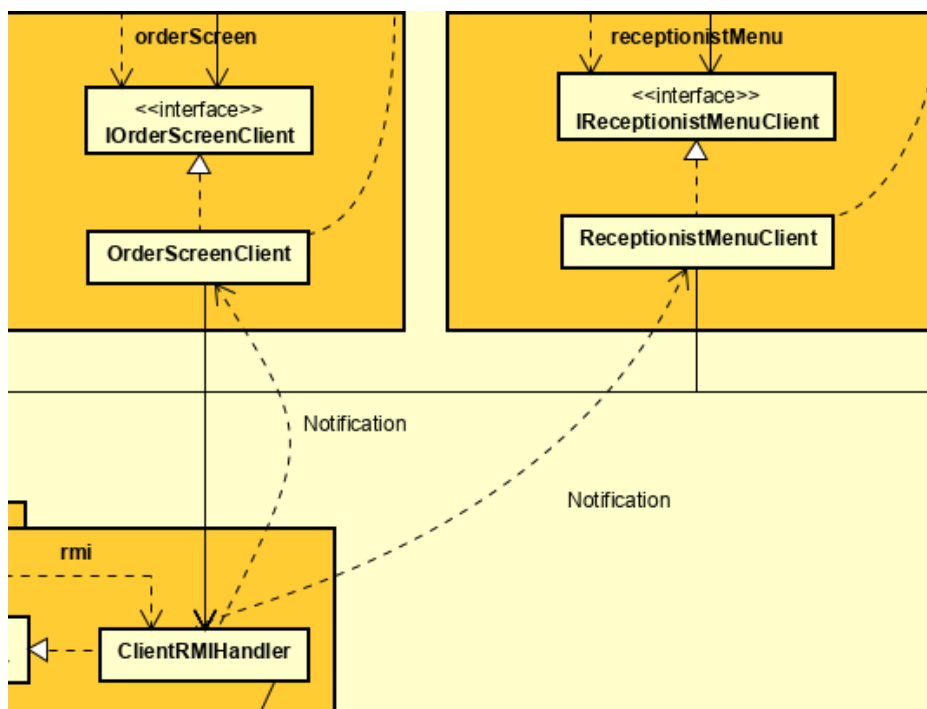 orderScreen
<<interface>>
IOrderScreenClient
OrderScreenClient
receptionistMenu
<<interface>>
IReceptionistMenuClient
ReceptionistMenuClient
Notification
Notification
rmi
ClientRMIHandler